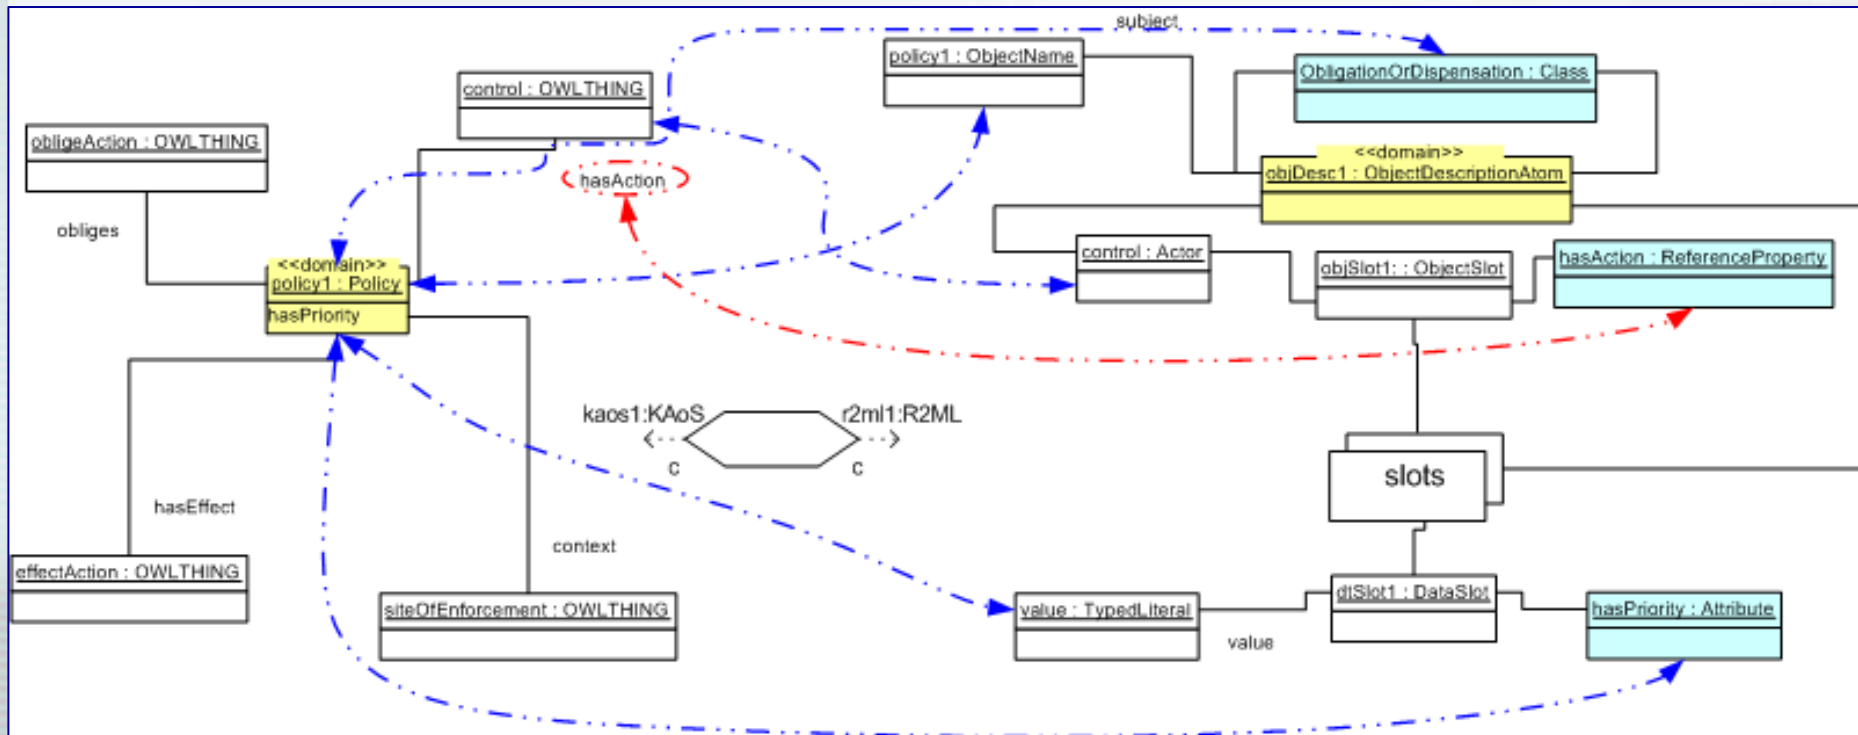 subject
policy1 : ObjectName
ObligationOrDispensation : Class
control : OWLTHING
obligeAction : OWLTHING
<<domain>>
objDesc1 : ObjectDescriptionAtom
hasAction
obliges
control : Actor
objSlot1: : ObjectSlot
hasAction : ReferenceProperty
<<domain>>
policy1 : Policy
hasPriority
kaos1:KAoS
r2ml1:R2ML
c
c
slots
hasEffect
context
effectAction : OWLTHING
siteOfEnforcement : OWLTHING
value : TypedLiteral
value
dtSlot1 : DataSlot
hasPriority : Attribute